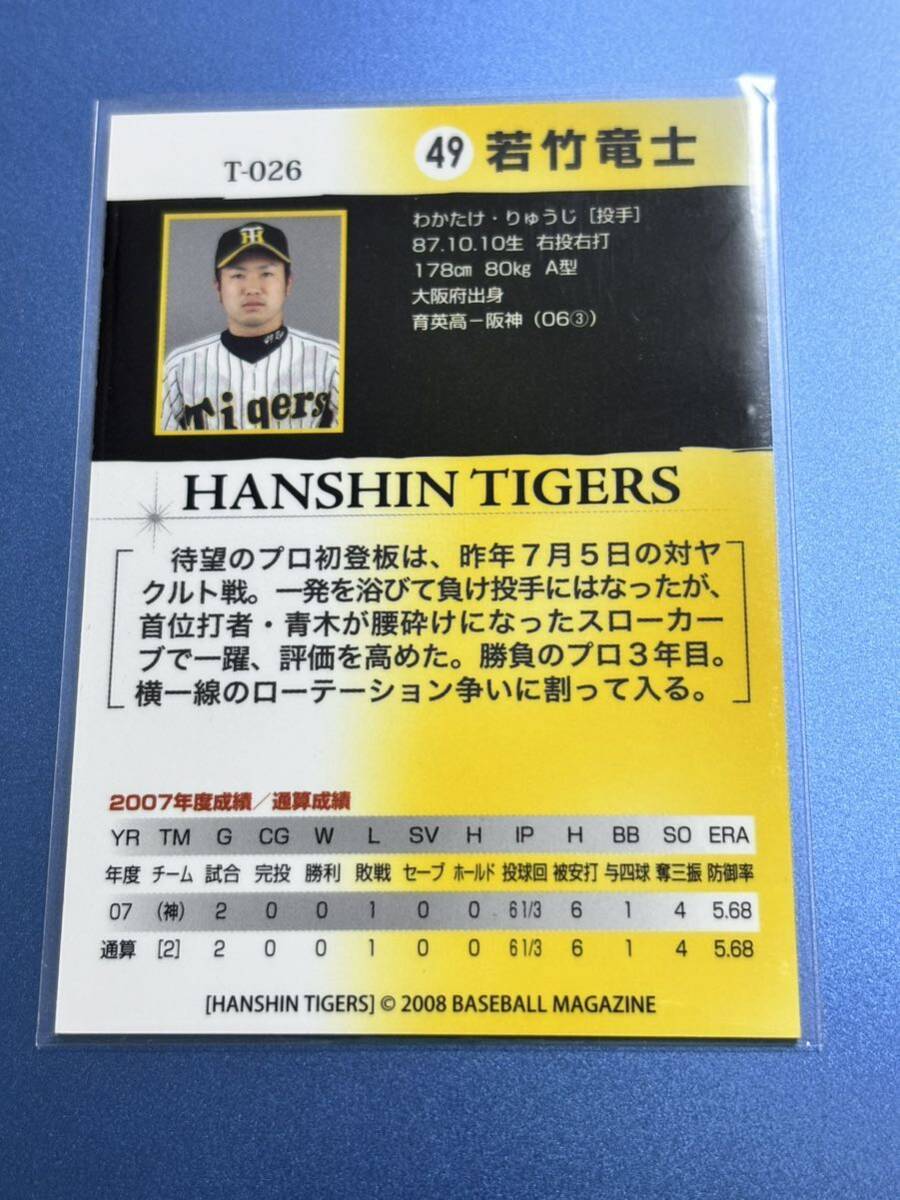 T-026
49 若竹竜士
わかたけ・りゅうじ [投手]
87.10.10生 右投右打
178cm 80kg A型
大阪府出身
育英高－阪神（06③）
Tigers
HANSHIN TIGERS
待望のプロ初登板は、昨年7月5日の対ヤ
クルト戦。一発を浴びて負け投手にはなったが、
首位打者・青木が腰砕けになったスローカー
ブで一躍、評価を高めた。勝負のプロ3年目。
横一線のローテーション争いに割って入る。
2007年度成績／通算成績
YR TM G CG W L SV H IP H BB SO ERA
年度 チーム 試合 完投 勝利 敗戦 セーブ ホールド 投球回 被安打 与四球 奪三振 防御率
07 (神) 2 0 0 1 0 0 6 1/3 6 1 4 5.68
通算 [2] 2 0 0 1 0 0 6 1/3 6 1 4 5.68
[HANSHIN TIGERS] © 2008 BASEBALL MAGAZINE